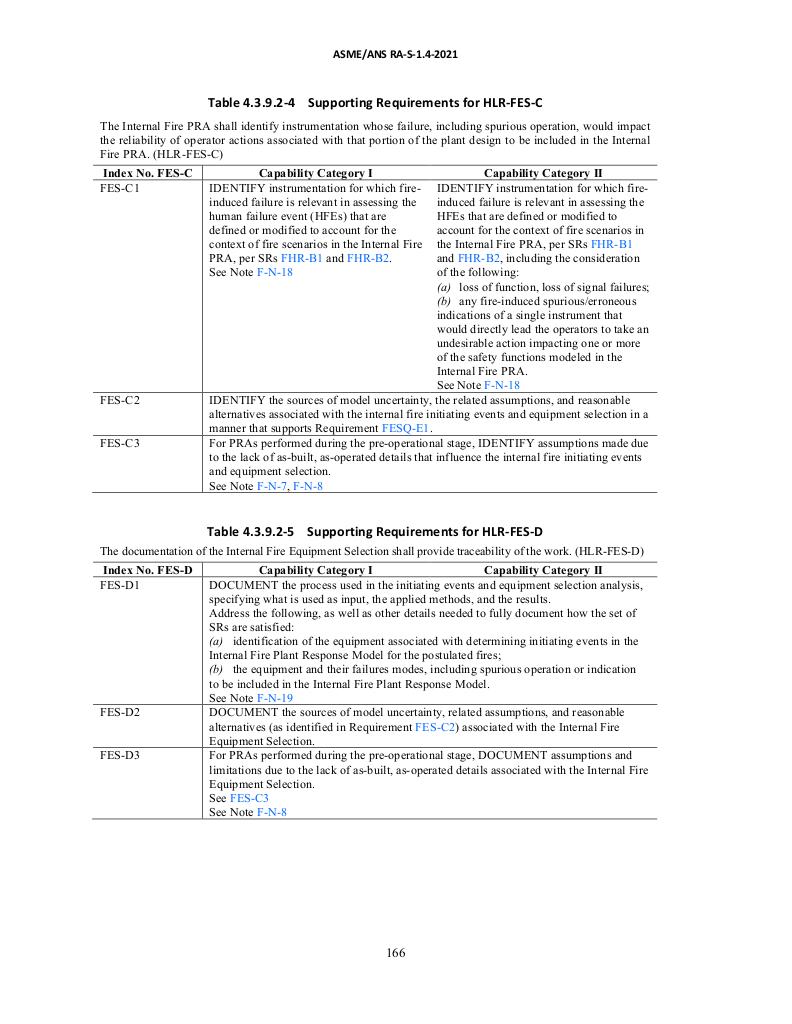 ASME/ANS RA-S-1.4-2021
Table 4.3.9.2-4 Supporting Requirements for HLR-FES-C
The Internal Fire PRA shall identify instrumentation whose failure, including spurious operation, would impact
the reliability of operator actions associated with that portion of the plant design to be included in the Internal
Fire PRA. (HLR-FES-C)
Index No. FES-C Capability Category I Capability Category II
FES-C1
IDENTIFY instrumentation for which fire-
induced failure is relevant in assessing the
human failure event (HFEs) that are
defined or modified to account for the
context of fire scenarios in the Internal Fire
PRA, per SRs FHR-B1 and FHR-B2.
See Note F-N-18
IDENTIFY instrumentation for which fire-
induced failure is relevant in assessing the
HFEs that are defined or modified to
account for the context of fire scenarios in
the Internal Fire PRA, per SRs FHR-B1
and FHR-B2, including the consideration
of the following:
(a) loss of function, loss of signal failures;
(b) any fire-induced spurious/erroneous
indications of a single instrument that
would directly lead the operators to take an
undesirable action impacting one or more
of the safety functions modeled in the
Internal Fire PRA.
See Note F-N-18
FES-C2
IDENTIFY the sources of model uncertainty, the related assumptions, and reasonable
alternatives associated with the internal fire initiating events and equipment selection in a
manner that supports Requirement FESQ-E1.
FES-C3
For PRAs performed during the pre-operational stage, IDENTIFY assumptions made due
to the lack of as-built, as-operated details that influence the internal fire initiating events
and equipment selection.
See Note F-N-7, F-N-8
Table 4.3.9.2-5 Supporting Requirements for HLR-FES-D
The documentation of the Internal Fire Equipment Selection shall provide traceability of the work. (HLR-FES-D)
Index No. FES-D Capability Category I Capability Category II
FES-D1
DOCUMENT the process used in the initiating events and equipment selection analysis,
specifying what is used as input, the applied methods, and the results.
Address the following, as well as other details needed to fully document how the set of
SRs are satisfied:
(a) identification of the equipment associated with determining initiating events in the
Internal Fire Plant Response Model for the postulated fires;
(b) the equipment and their failures modes, including spurious operation or indication
to be included in the Internal Fire Plant Response Model.
See Note F-N-19
FES-D2
DOCUMENT the sources of model uncertainty, related assumptions, and reasonable
alternatives (as identified in Requirement FES-C2) associated with the Internal Fire
Equipment Selection.
FES-D3
For PRAs performed during the pre-operational stage, DOCUMENT assumptions and
limitations due to the lack of as-built, as-operated details associated with the Internal Fire
Equipment Selection.
See FES-C3
See Note F-N-8
166